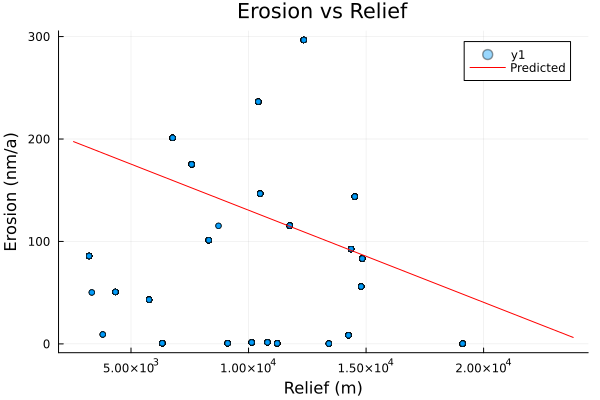 Erosion vs Relief
300
200
100
0
Erosion (nm/a)
y1
Predicted
5.00×10³
1.00×10⁴
1.50×10⁴
2.00×10⁴
Relief (m)